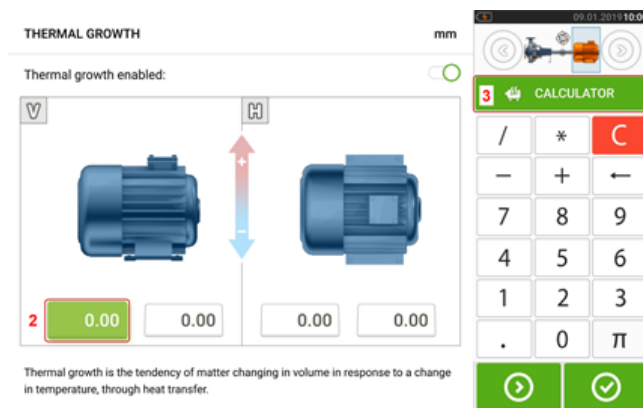 THERMAL GROWTH
mm
Thermal growth enabled:
V
H
+
−
2
0.00
0.00
0.00
0.00
Thermal growth is the tendency of matter changing in volume in response to a change
in temperature, through heat transfer.
09.01.2019 10:0
3 CALCULATOR
/ * C
− + ←
7 8 9
4 5 6
1 2 3
. 0 π